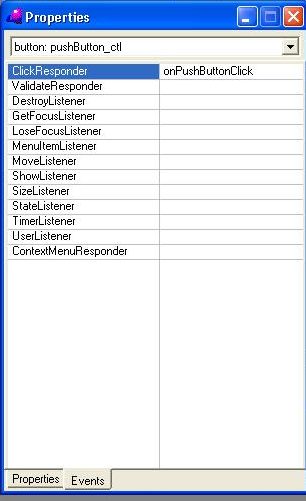 Properties
button: pushButton_ctl
ClickResponder onPushButtonClick
ValidateResponder
DestroyListener
GetFocusListener
LoseFocusListener
MenuItemListener
MoveListener
ShowListener
SizeListener
StateListener
TimerListener
UserListener
ContextMenuResponder
Properties Events